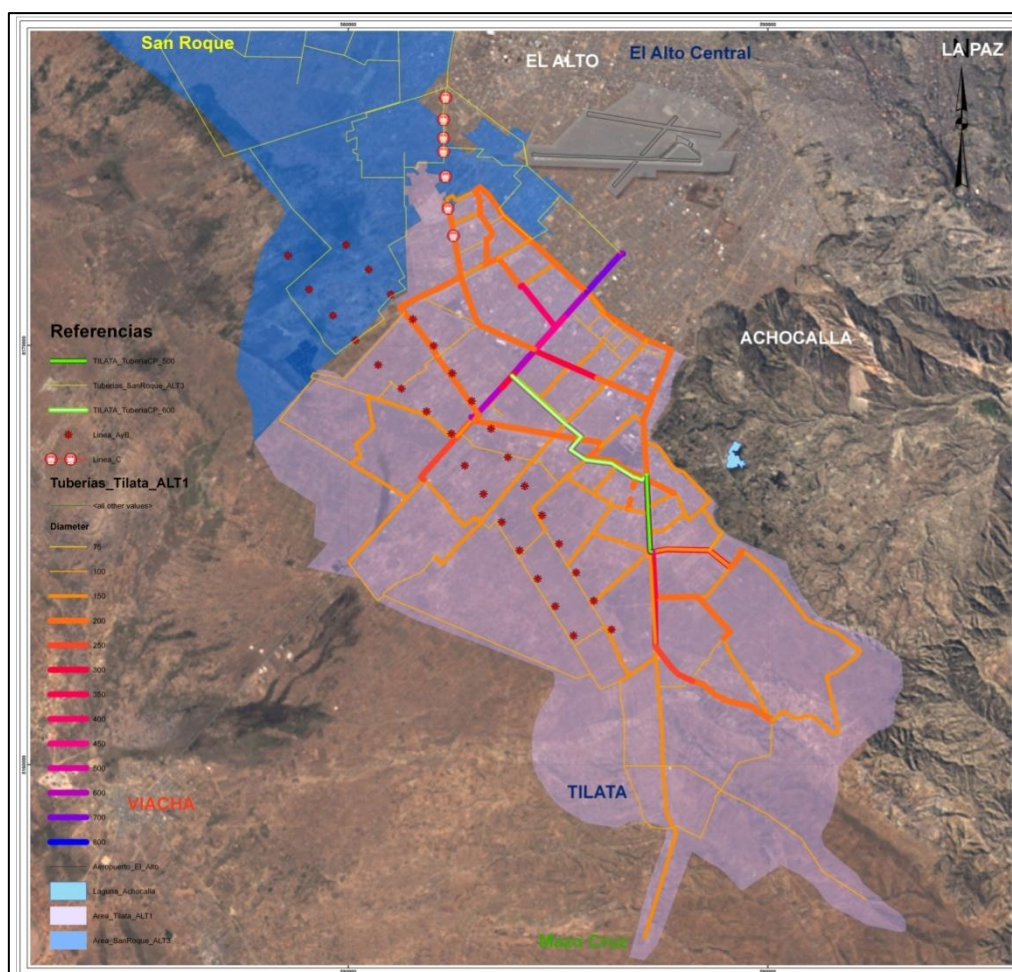 San Roque
El Alto Central
LA PAZ
EL ALTO
ACHOCALLA
Referencias
TILATA_TuberiaCP_500
Tuberias_SanRoque_ALT3
TILATA_TuberiaCP_600
Linea_AyB
Linea_C
Tuberías_Tilata_ALT1
<all other values>
Diameter
75
100
150
200
250
300
350
400
450
500
600
700
800
Aeropuerto_El_Alto
Laguna_Achocalla
Area_Tilata_ALT1
Area_SanRoque_ALT3
TILATA
VIACHA
Mazo Cruz